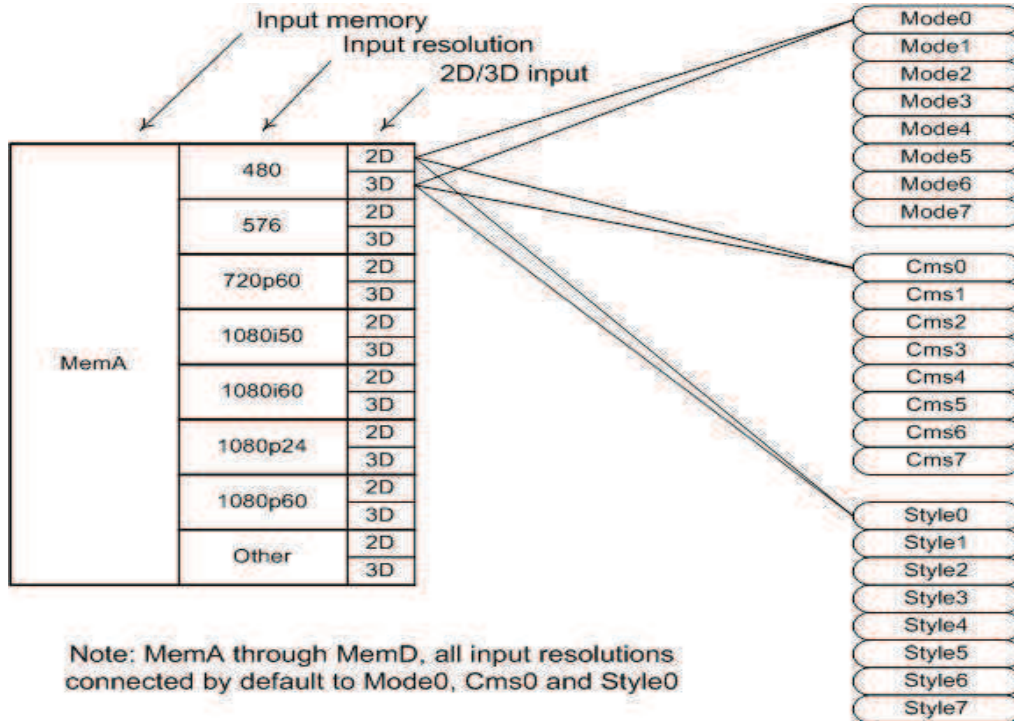 Input memory
Input resolution
2D/3D input
MemA
480
2D
3D
576
2D
3D
720p60
2D
3D
1080i50
2D
3D
1080i60
2D
3D
1080p24
2D
3D
1080p60
2D
3D
Other
2D
3D
Mode0
Mode1
Mode2
Mode3
Mode4
Mode5
Mode6
Mode7
Cms0
Cms1
Cms2
Cms3
Cms4
Cms5
Cms6
Cms7
Style0
Style1
Style2
Style3
Style4
Style5
Style6
Style7
Note: MemA through MemD, all input resolutions
connected by default to Mode0, Cms0 and Style0